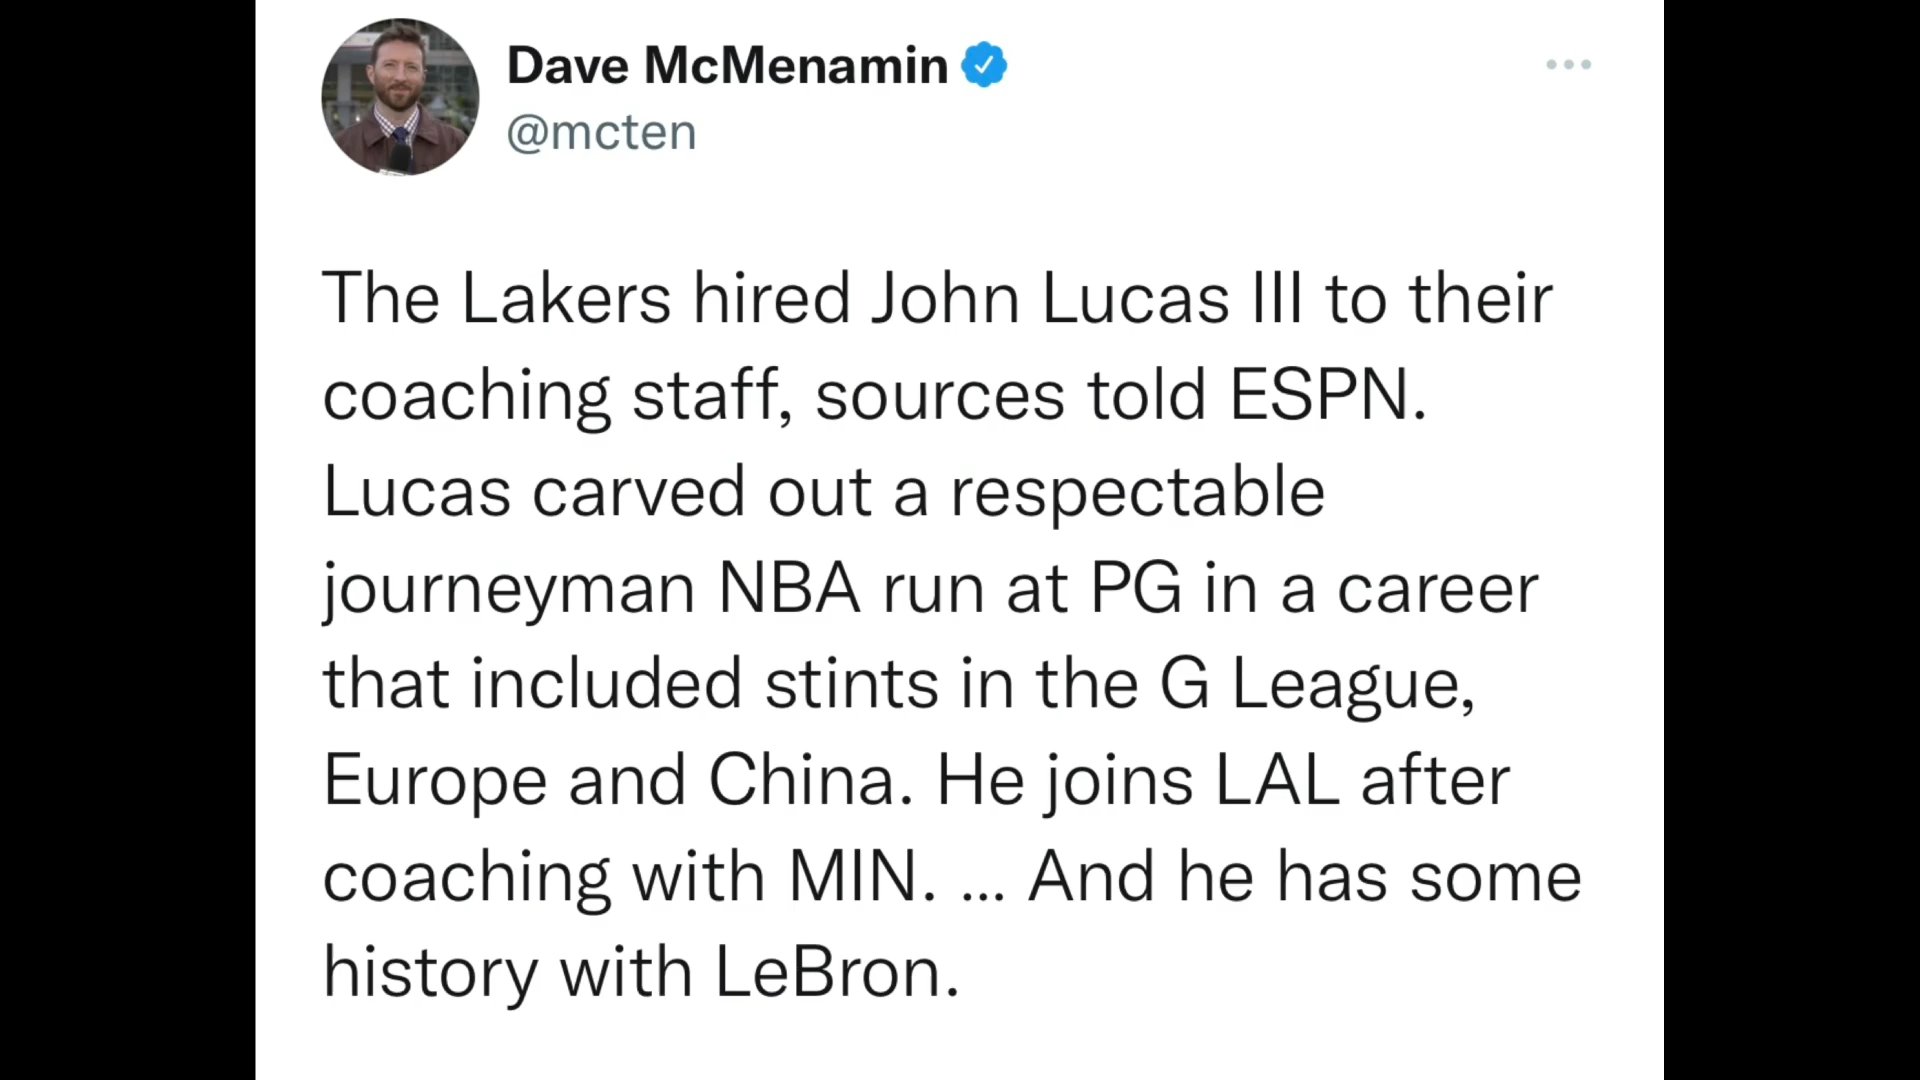 Dave McMenamin
@mcten
The Lakers hired John Lucas III to their
coaching staff, sources told ESPN.
Lucas carved out a respectable
journeyman NBA run at PG in a career
that included stints in the G League,
Europe and China. He joins LAL after
coaching with MIN. ... And he has some
history with LeBron.